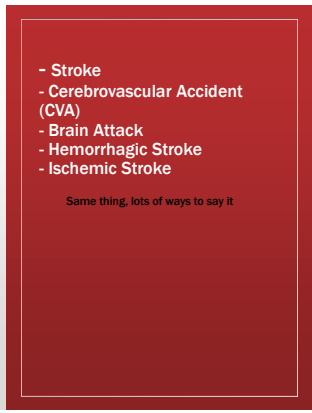 - Stroke
- Cerebrovascular Accident
(CVA)
- Brain Attack
- Hemorrhagic Stroke
- Ischemic Stroke
Same thing, lots of ways to say it